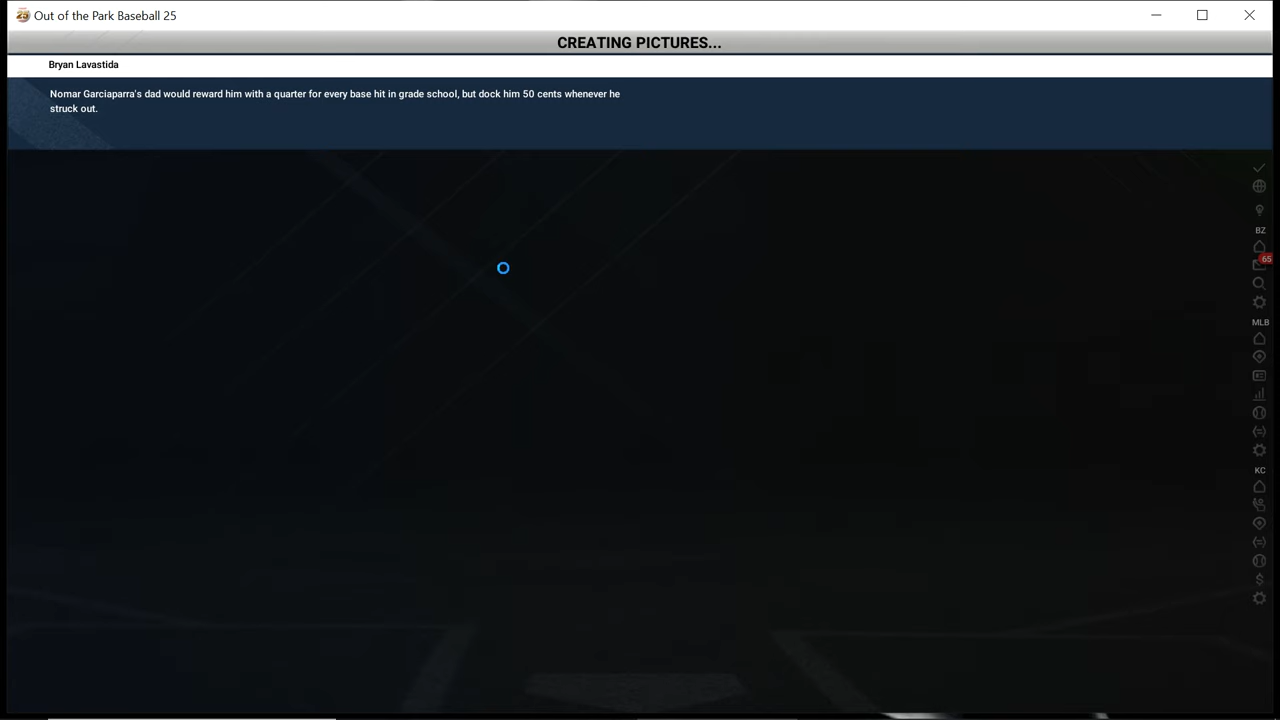 Out of the Park Baseball 25
CREATING PICTURES...
Bryan Lavastida
Nomar Garciaparra's dad would reward him with a quarter for every base hit in grade school, but dock him 50 cents whenever he
struck out.
BZ
65
MLB
KC